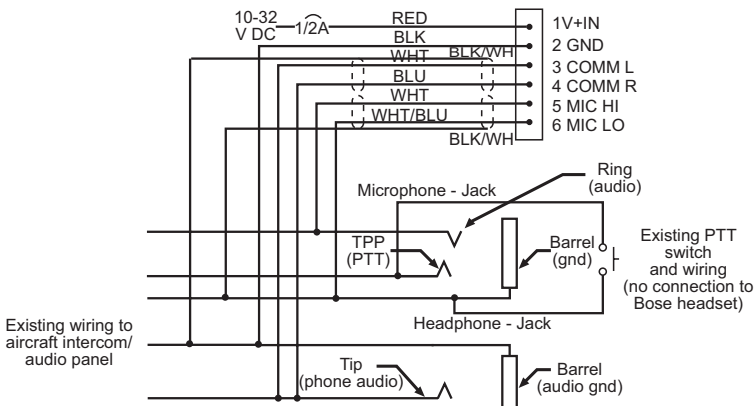 10-32
V DC
1/2A
RED
BLK
BLK/WH
WHT
BLU
WHT
WHT/BLU
BLK/WH
1V+IN
2 GND
3 COMM L
4 COMM R
5 MIC HI
6 MIC LO
Microphone - Jack
Ring
(audio)
TPP
(PTT)
Barrel
(gnd)
Existing PTT
switch
and wiring
(no connection to
Bose headset)
Headphone - Jack
Existing wiring to
aircraft intercom/
audio panel
Tip
(phone audio)
Barrel
(audio gnd)